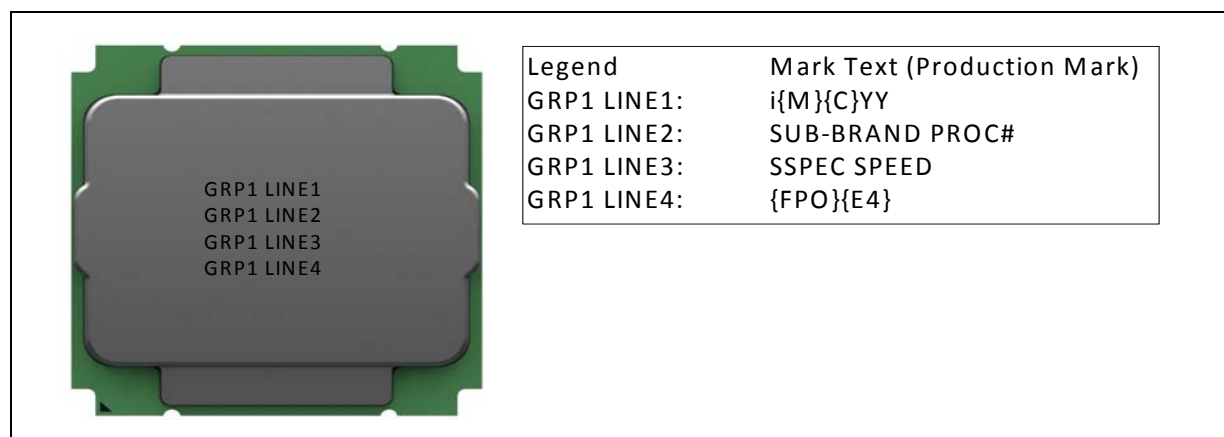 GRP1 LINE1
GRP1 LINE2
GRP1 LINE3
GRP1 LINE4
Legend Mark Text (Production Mark)
GRP1 LINE1: i{M}{C}YY
GRP1 LINE2: SUB-BRAND PROC#
GRP1 LINE3: SSPEC SPEED
GRP1 LINE4: {FPO}{E4}